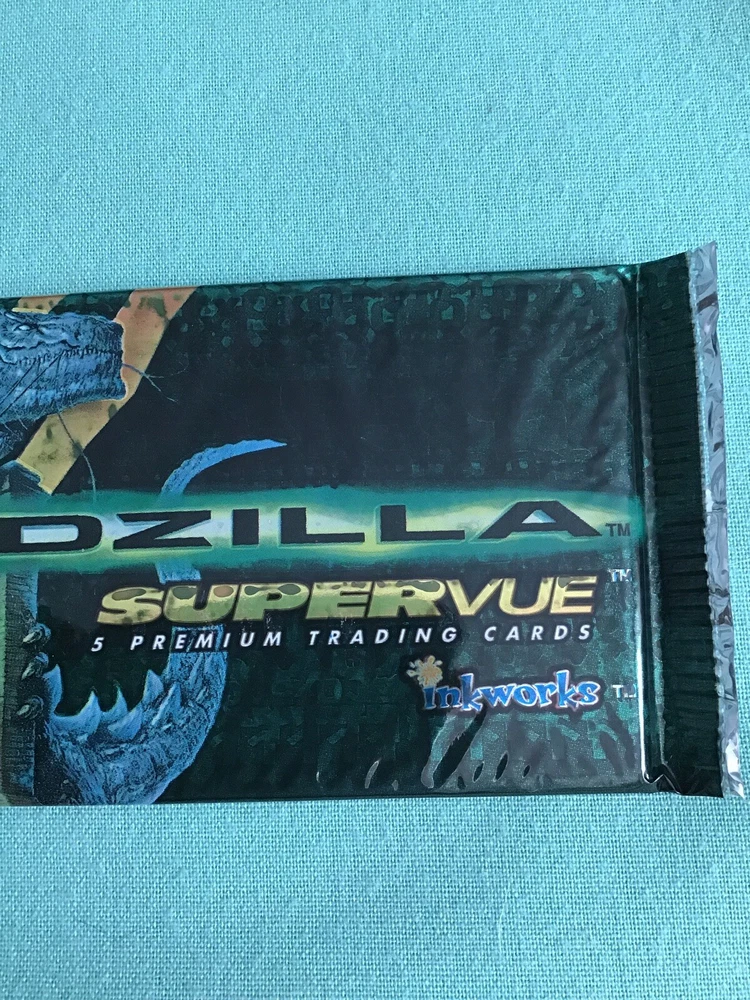 DZILLA™
SUPERVUE™
5 PREMIUM TRADING CARDS
inkworks T